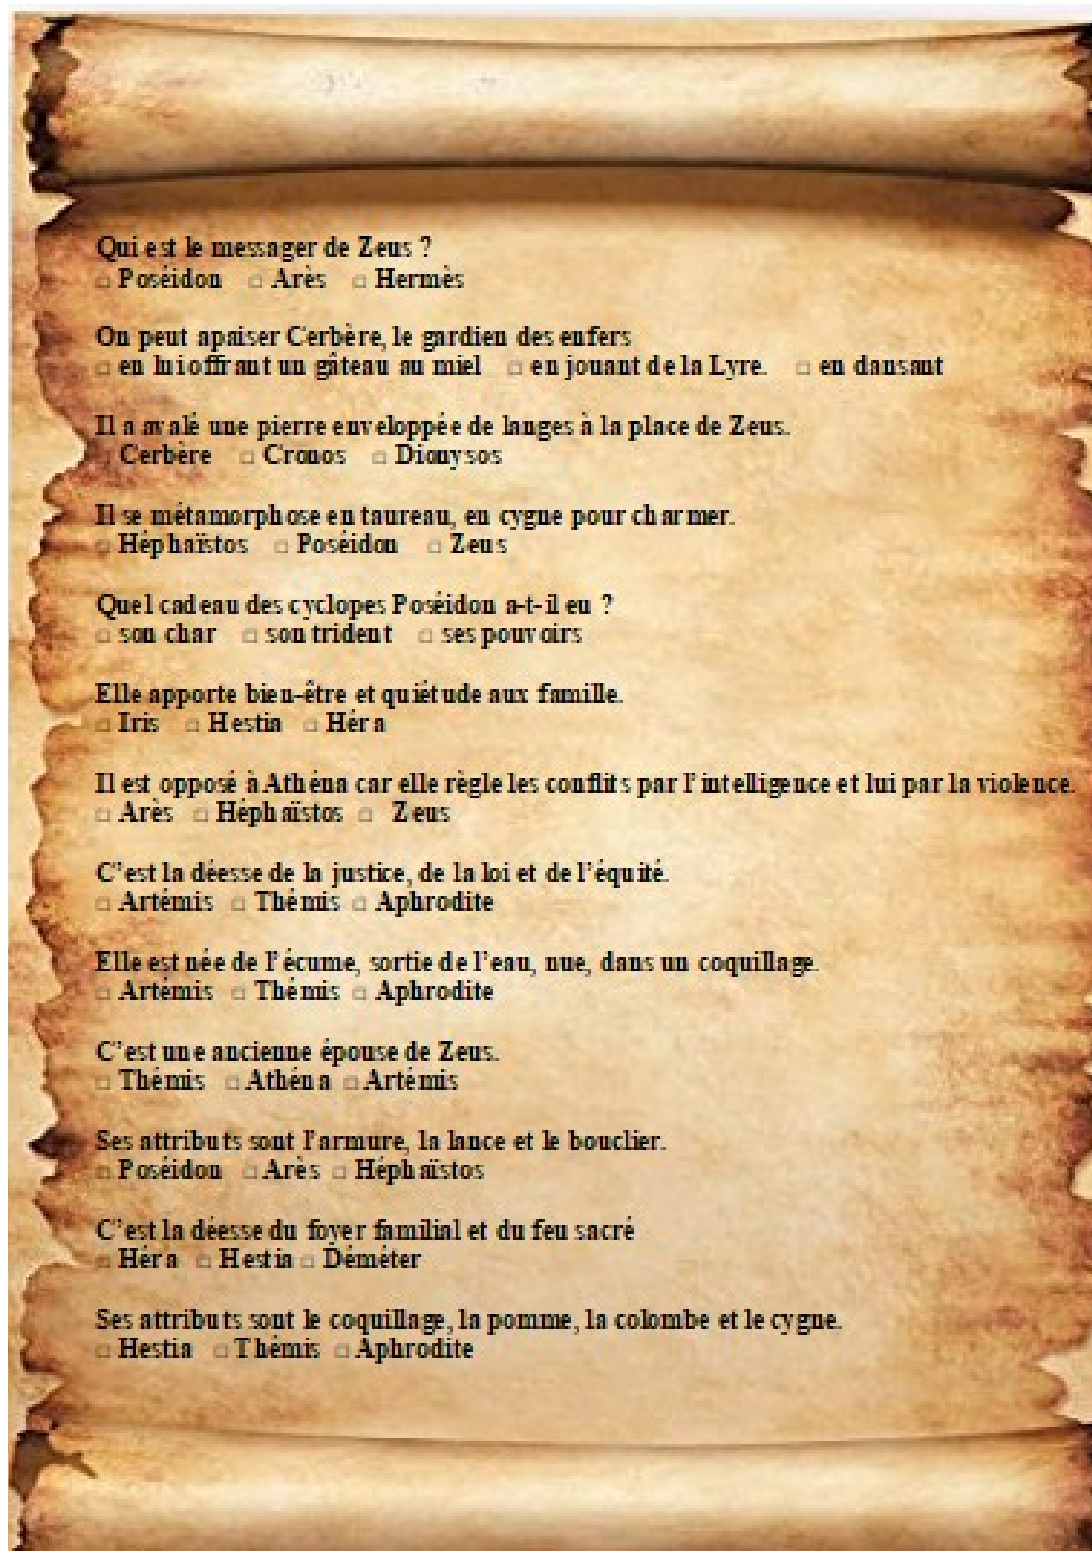 Qui est le messager de Zeus ?
□ Poséidon □ Arès □ Hermès
On peut apaiser Cerbère, le gardien des enfers
□ en lui offrant un gâteau au miel □ en jouant de la Lyre. □ en dansant
Il a avalé une pierre enveloppée de langes à la place de Zeus.
□ Cerbère □ Cronos □ Dionysos
Il se métamorphose en taureau, en cygne pour charmer.
□ Héphaïstos □ Poséidon □ Zeus
Quel cadeau des cyclopes Poséidon a-t-il eu ?
□ son char □ son trident □ ses pouvoirs
Elle apporte bien-être et quiétude aux famille.
□ Iris □ Hestia □ Héra
Il est opposé à Athéna car elle règle les conflits par l'intelligence et lui par la violence.
□ Arès □ Héphaïstos □ Zeus
C'est la déesse de la justice, de la loi et de l'équité.
□ Artémis □ Thémis □ Aphrodite
Elle est née de l'écume, sortie de l'eau, nue, dans un coquillage.
□ Artémis □ Thémis □ Aphrodite
C'est une ancienne épouse de Zeus.
□ Thémis □ Athéna □ Artémis
Ses attributs sont l'armure, la lance et le bouclier.
□ Poséidon □ Arès □ Héphaïstos
C'est la déesse du foyer familial et du feu sacré
□ Héra □ Hestia □ Déméter
Ses attributs sont le coquillage, la pomme, la colombe et le cygne.
□ Hestia □ Thémis □ Aphrodite